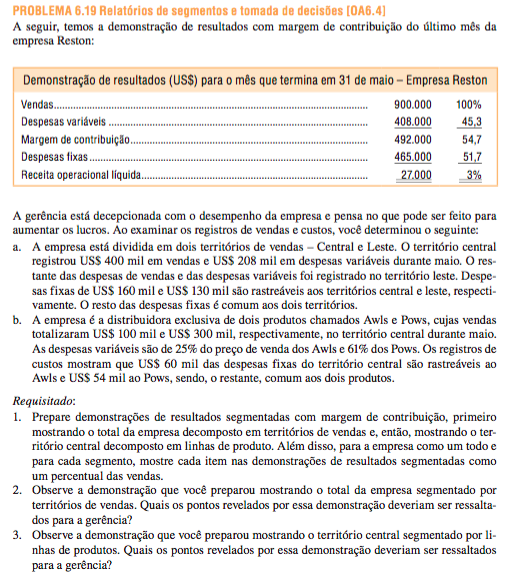 PROBLEMA 6.19 Relatórios de segmentos e tomada de decisões [OA6.4]
A seguir, temos a demonstração de resultados com margem de contribuição do último mês da
empresa Reston:
Demonstração de resultados (US$) para o mês que termina em 31 de maio – Empresa Reston
Vendas.......... 900.000 100%
Despesas variáveis .......... 408.000 45,3
Margem de contribuição.......... 492.000 54,7
Despesas fixas .......... 465.000 51,7
Receita operacional líquida.......... 27.000 3%
A gerência está decepcionada com o desempenho da empresa e pensa no que pode ser feito para
aumentar os lucros. Ao examinar os registros de vendas e custos, você determinou o seguinte:
a. A empresa está dividida em dois territórios de vendas – Central e Leste. O território central
registrou US$ 400 mil em vendas e US$ 208 mil em despesas variáveis durante maio. O res-
tante das despesas de vendas e das despesas variáveis foi registrado no território leste. Despe-
sas fixas de US$ 160 mil e US$ 130 mil são rastreáveis aos territórios central e leste, respecti-
vamente. O resto das despesas fixas é comum aos dois territórios.
b. A empresa é a distribuidora exclusiva de dois produtos chamados Awls e Pows, cujas vendas
totalizaram US$ 100 mil e US$ 300 mil, respectivamente, no território central durante maio.
As despesas variáveis são de 25% do preço de venda dos Awls e 61% dos Pows. Os registros de
custos mostram que US$ 60 mil das despesas fixas do território central são rastreáveis ao
Awls e US$ 54 mil ao Pows, sendo, o restante, comum aos dois produtos.
Requisitado:
1. Prepare demonstrações de resultados segmentadas com margem de contribuição, primeiro
mostrando o total da empresa decomposto em territórios de vendas e, então, mostrando o ter-
ritório central decomposto em linhas de produto. Além disso, para a empresa como um todo e
para cada segmento, mostre cada item nas demonstrações de resultados segmentadas como
um percentual das vendas.
2. Observe a demonstração que você preparou mostrando o total da empresa segmentado por
territórios de vendas. Quais os pontos revelados por essa demonstração deveriam ser ressalta-
dos para a gerência?
3. Observe a demonstração que você preparou mostrando o território central segmentado por li-
nhas de produtos. Quais os pontos revelados por essa demonstração deveriam ser ressaltados
para a gerência?